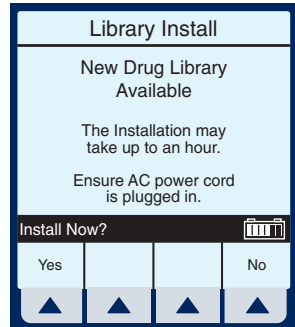 Library Install
New Drug Library
Available
The Installation may
take up to an hour.
Ensure AC power cord
is plugged in.
Install Now?
Yes
No